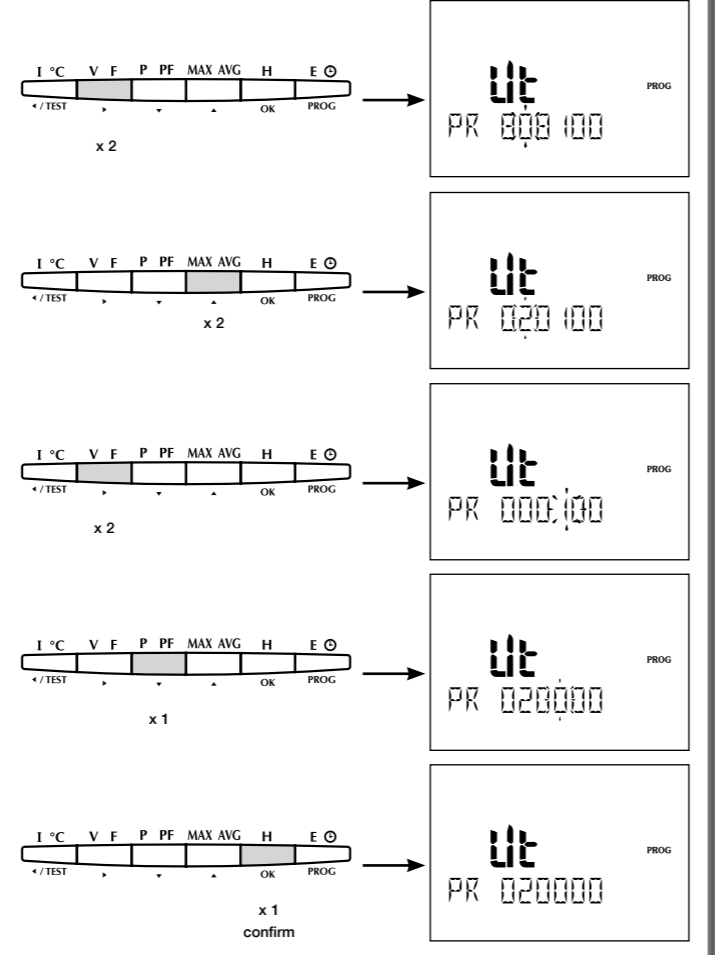 I °C V F P PF MAX AVG H E
◂ / TEST ▸ ▾ ▴ OK PROG
x 2
Ut
PROG
PR 000100
I °C V F P PF MAX AVG H E
◂ / TEST ▸ ▾ ▴ OK PROG
x 2
Ut
PROG
PR 020100
I °C V F P PF MAX AVG H E
◂ / TEST ▸ ▾ ▴ OK PROG
x 2
Ut
PROG
PR
I °C V F P PF MAX AVG H E
◂ / TEST ▸ ▾ ▴ OK PROG
x 1
Ut
PROG
PR 020000
I °C V F P PF MAX AVG H E
◂ / TEST ▸ ▾ ▴ OK PROG
x 1
confirm
Ut
PROG
PR 020000